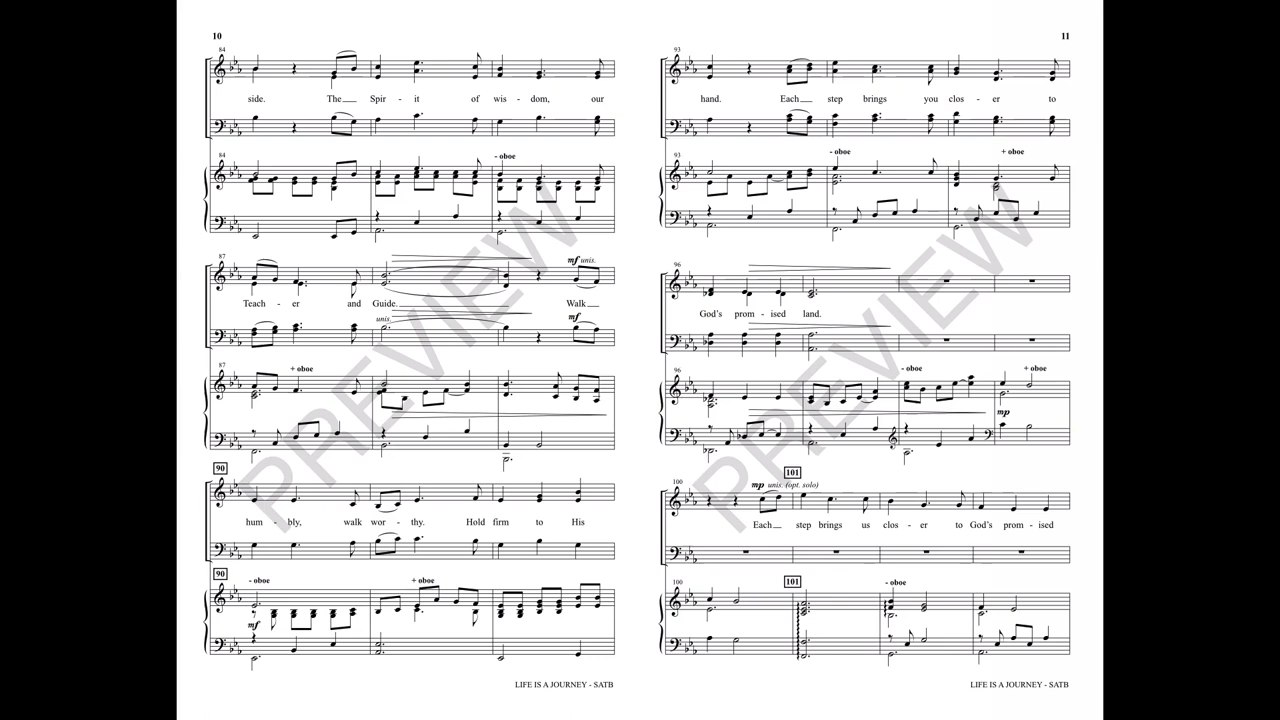 10
84
side. The Spir - it of wis - dom, our
84
- oboe
87
mf unis.
Teach - er and Guide. Walk
unis.
mf
87
+ oboe
90
hum - bly, walk wor - thy. Hold firm to His
90
- oboe
+ oboe
mf
LIFE IS A JOURNEY - SATB
11
93
hand. Each step brings you clos - er to
93
- oboe
+ oboe
96
God's prom - ised land.
96
- oboe
+ oboe
mp
100
101
mp unis. (opt. solo)
Each step brings us clos - er to God's prom - ised
100
101
- oboe
LIFE IS A JOURNEY - SATB
PREVIEW
PREVIEW